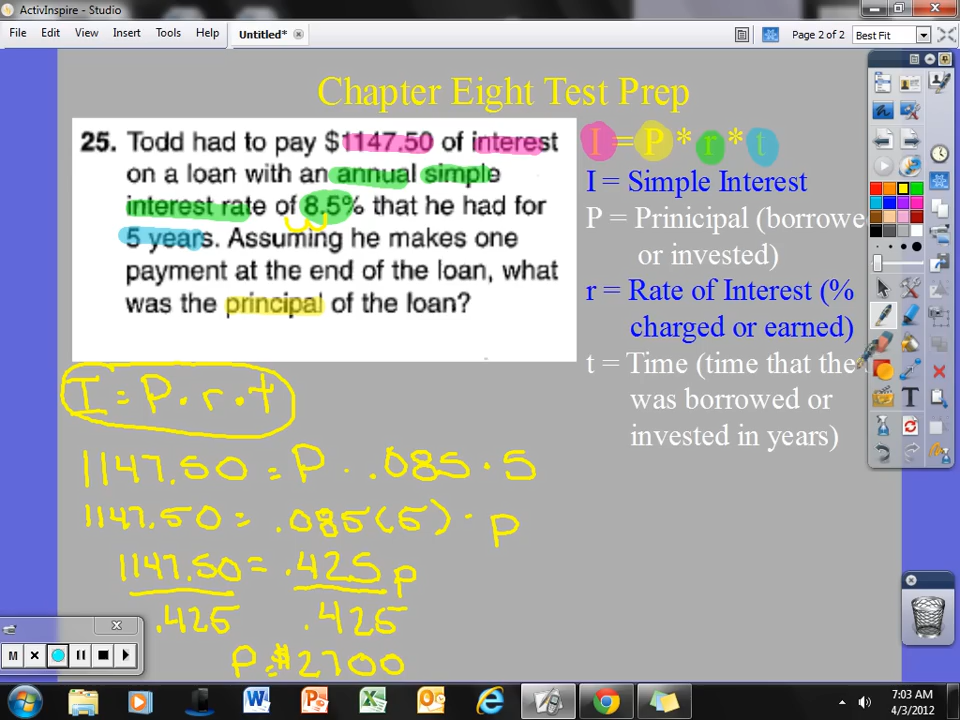 ActivInspire - Studio
File Edit View Insert Tools Help Untitled* Page 2 of 2 Best Fit
Chapter Eight Test Prep
25. Todd had to pay $1147.50 of interest
on a loan with an annual simple
interest rate of 8.5% that he had for
5 years. Assuming he makes one
payment at the end of the loan, what
was the principal of the loan?
I = P * r * t
I = Simple Interest
P = Prinicipal (borrowe
or invested)
r = Rate of Interest (%
charged or earned)
t = Time (time that the
was borrowed or
invested in years)
I = P · r · t
1147.50 = P · .085 · 5
1147.50 = .085(5) · P
1147.50 = .425 P
.425 .425
P = $2700
M
7:03 AM
4/3/2012